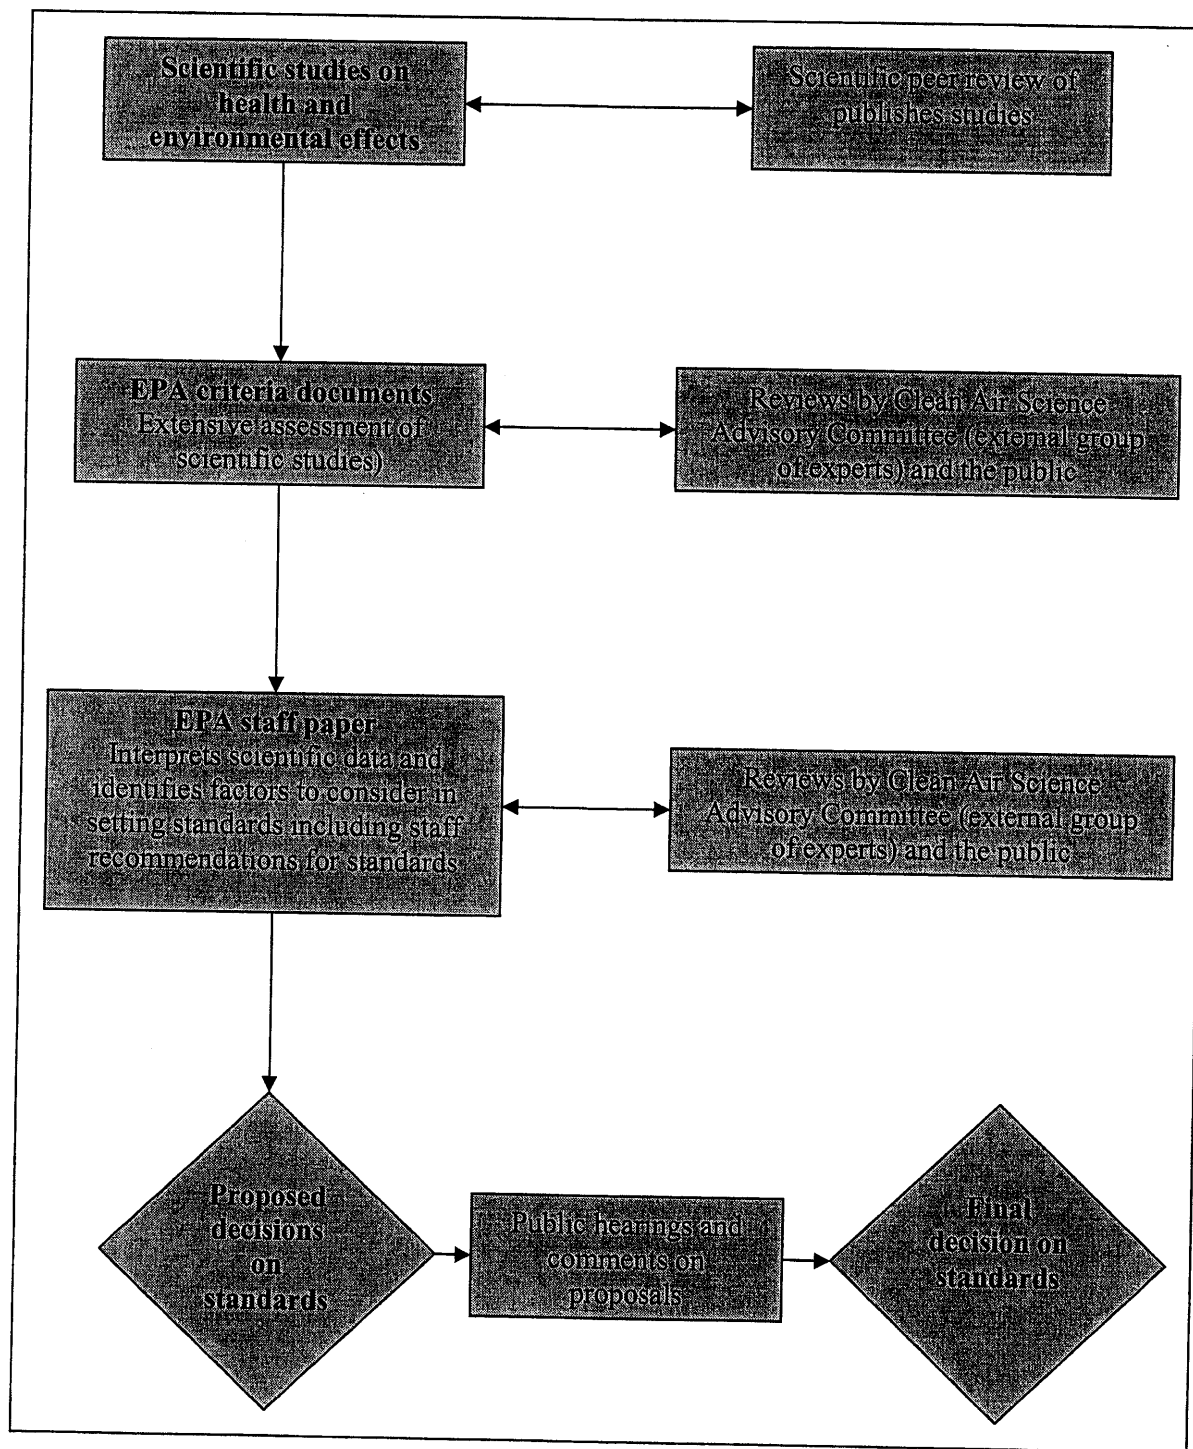 Scientific studies on
health and
environmental effects
Scientific peer review of
publishes studies
EPA criteria documents
Extensive assessment of
scientific studies)
Reviews by Clean Air Science
Advisory Committee (external group
of experts) and the public
EPA staff paper
Interprets scientific data and
identifies factors to consider in
setting standards including staff
recommendations for standards
Reviews by Clean Air Science
Advisory Committee (external group
of experts) and the public
Proposed
decisions
on
standards
Public hearings and
comments on
proposals
Final
decision on
standards